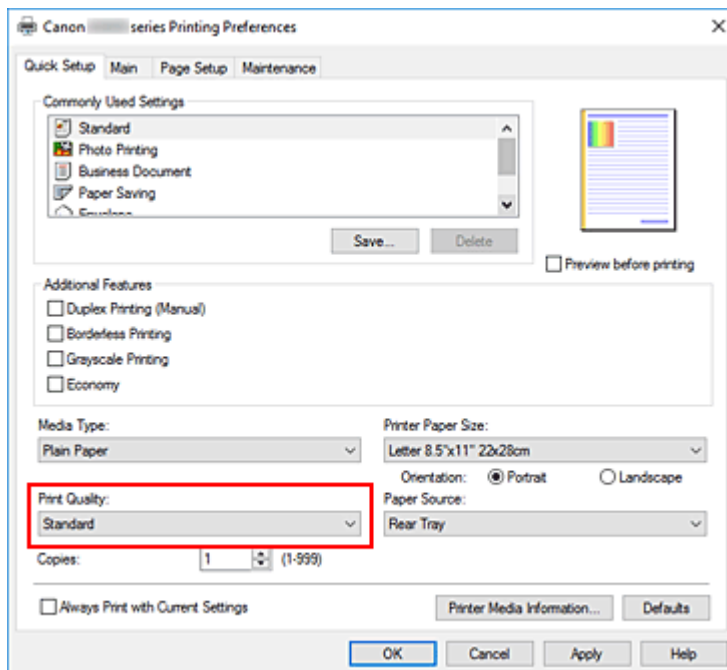 Canon series Printing Preferences
Quick Setup Main Page Setup Maintenance
Commonly Used Settings
Standard
Photo Printing
Business Document
Paper Saving
Envelope
Save... Delete
Preview before printing
Additional Features
Duplex Printing (Manual)
Borderless Printing
Grayscale Printing
Economy
Media Type: Printer Paper Size:
Plain Paper Letter 8.5"x11" 22x28cm
Orientation: Portrait Landscape
Print Quality: Paper Source:
Standard Rear Tray
Copies: 1 (1-999)
Always Print with Current Settings Printer Media Information... Defaults
OK Cancel Apply Help